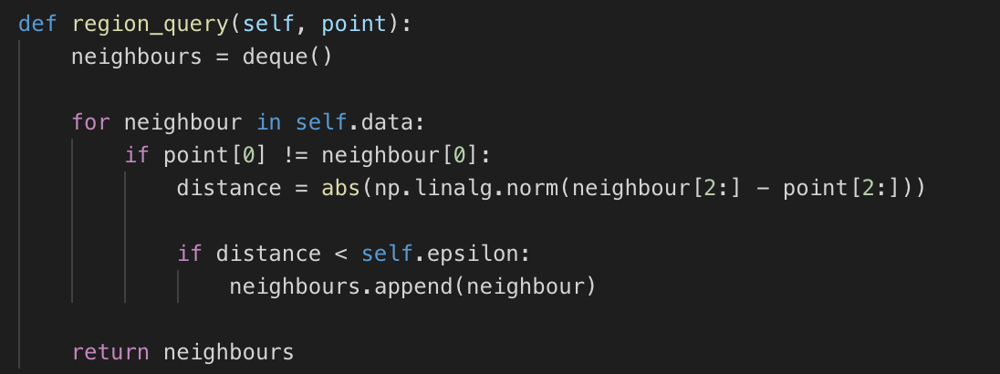 def region_query(self, point):
    neighbours = deque()
    for neighbour in self.data:
        if point[0] != neighbour[0]:
            distance = abs(np.linalg.norm(neighbour[2:] - point[2:]))
            if distance < self.epsilon:
                neighbours.append(neighbour)
    return neighbours